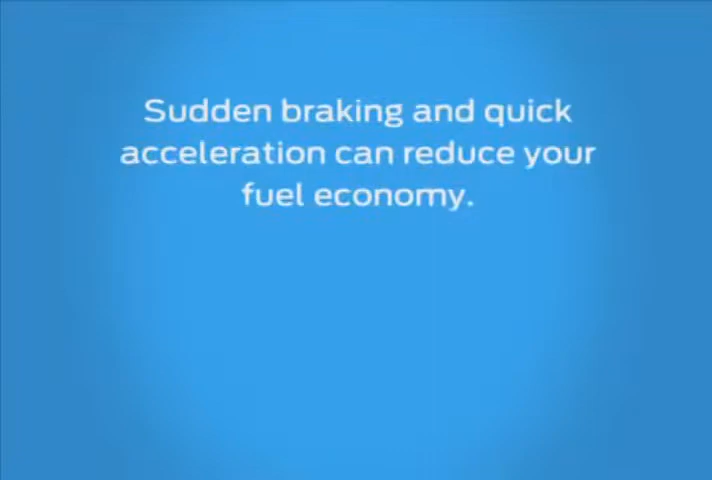 Sudden braking and quick
acceleration can reduce your
fuel economy.